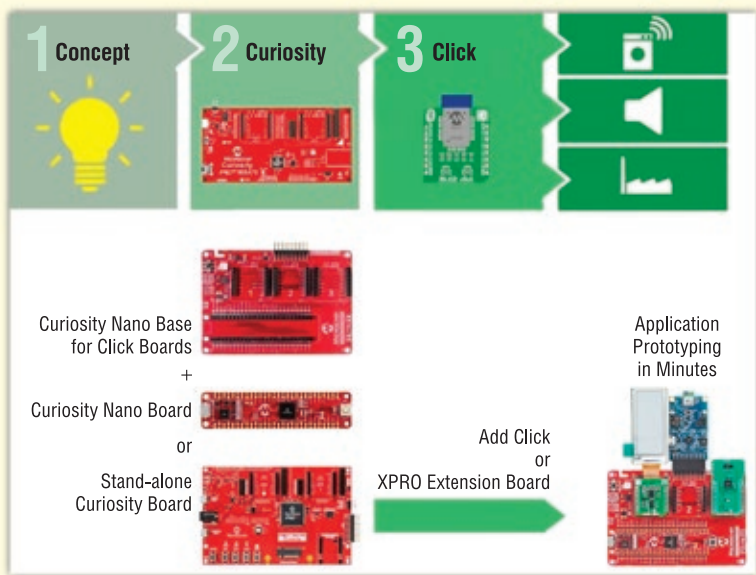 1 Concept
2 Curiosity
3 Click
Curiosity Nano Base
for Click Boards
+
Curiosity Nano Board
or
Stand-alone
Curiosity Board
Add Click
or
XPRO Extension Board
Application
Prototyping
in Minutes